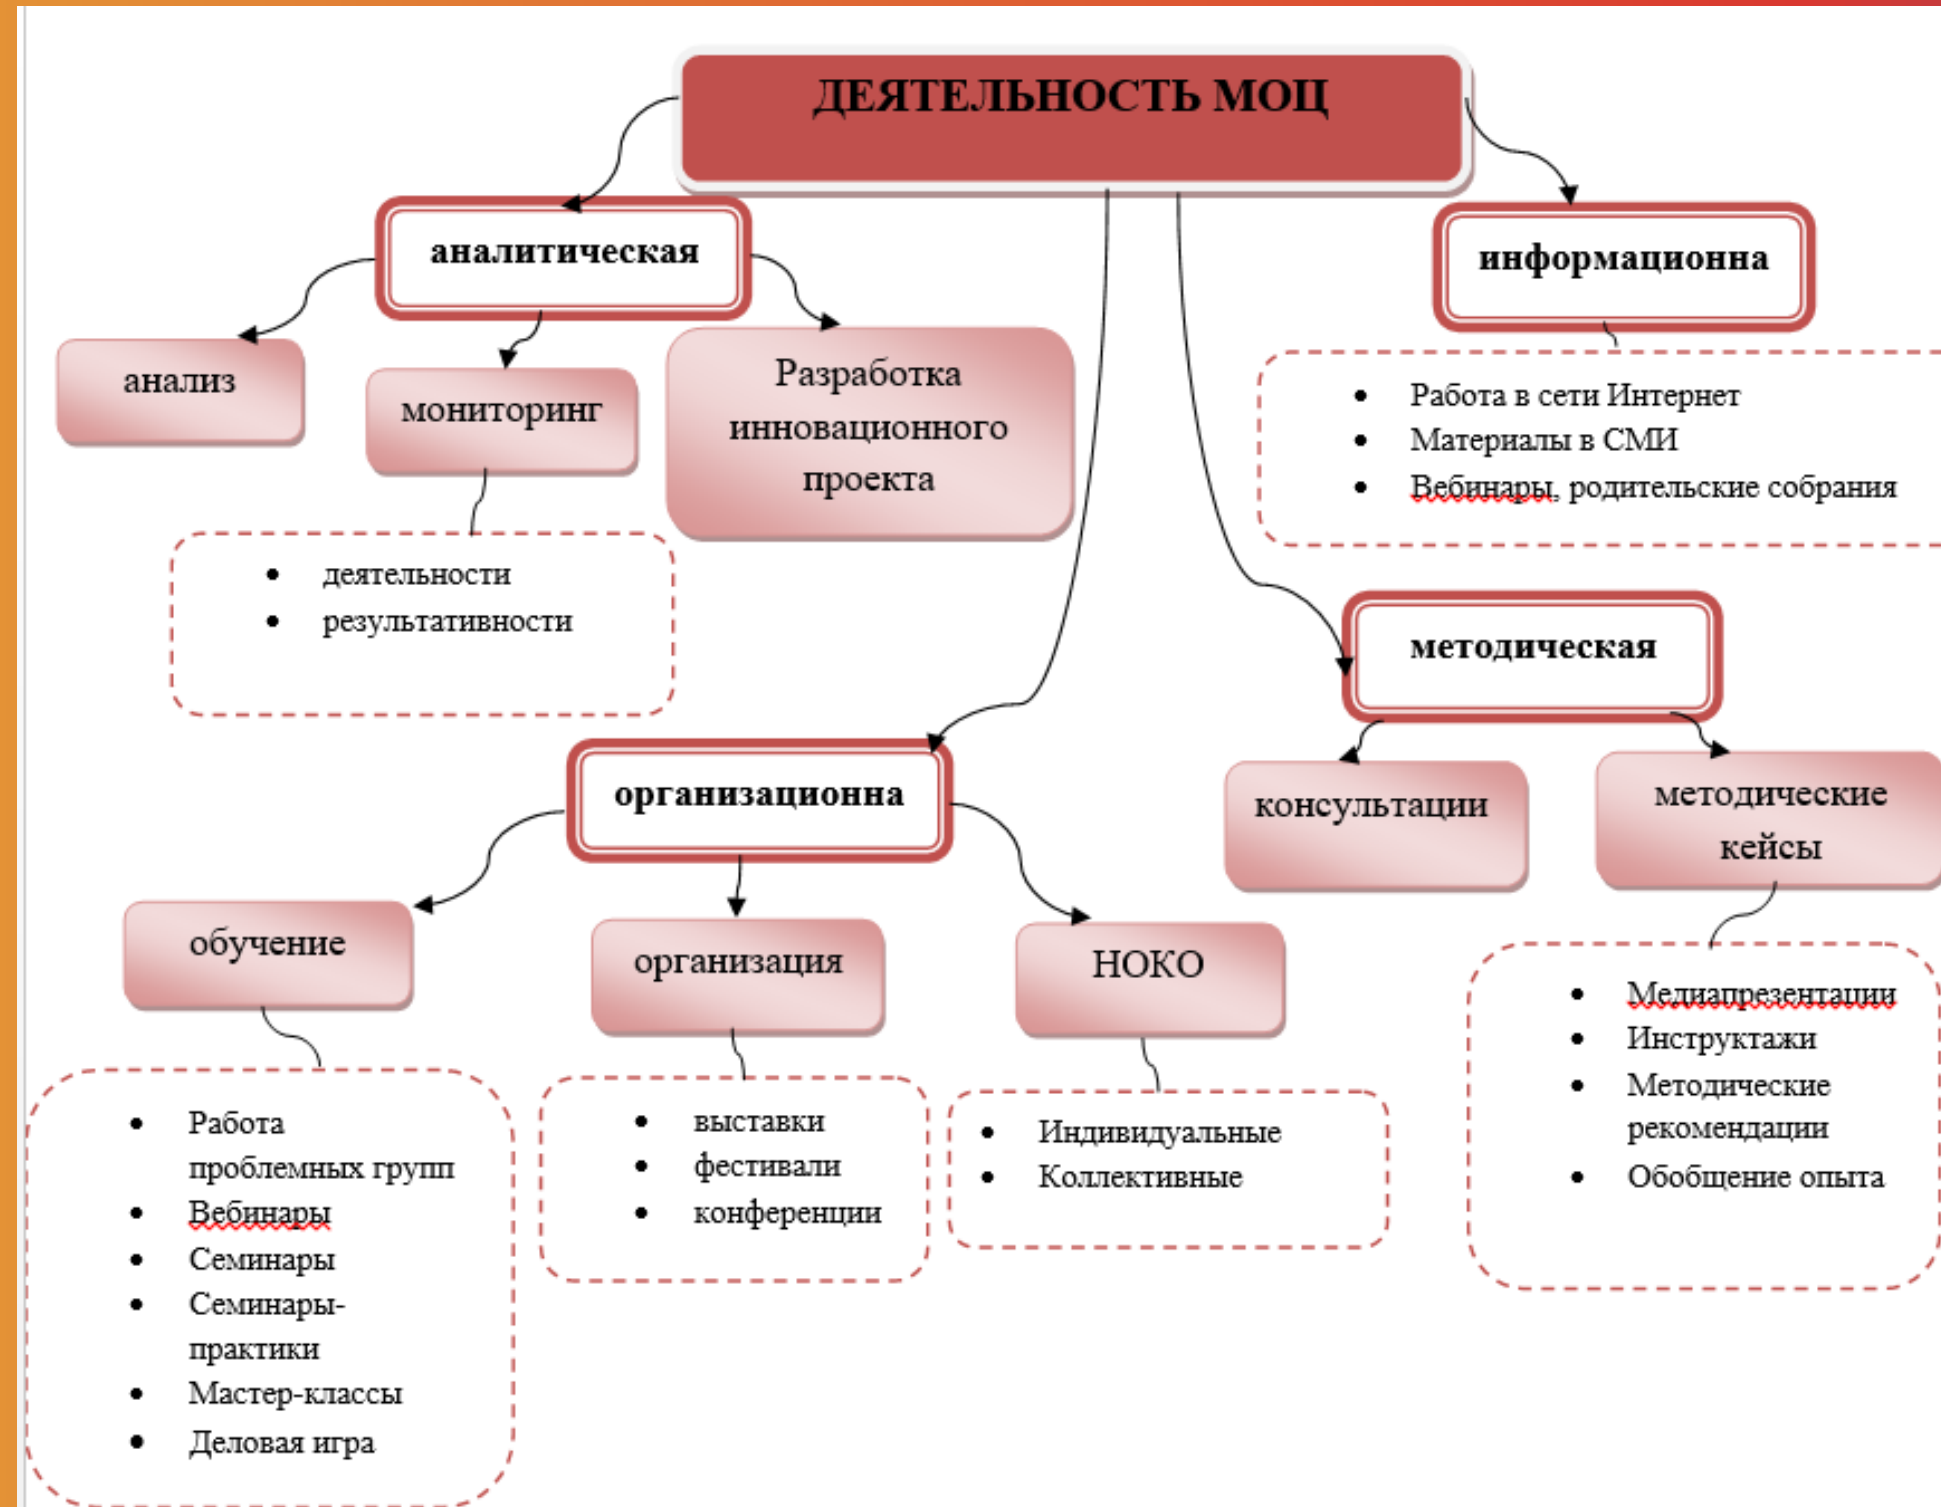 ДЕЯТЕЛЬНОСТЬ МОЦ
аналитическая
информационна
анализ
мониторинг
Разработка
инновационного
проекта
• Работа в сети Интернет
• Материалы в СМИ
• Вебинары, родительские собрания
• деятельности
• результативности
методическая
организационна
консультации
методические
кейсы
обучение
организация
НОКО
• Работа
проблемных групп
• Вебинары
• Семинары
• Семинары-
практики
• Мастер-классы
• Деловая игра
• выставки
• фестивали
• конференции
• Индивидуальные
• Коллективные
• Медиапрезентации
• Инструктажи
• Методические
рекомендации
• Обобщение опыта